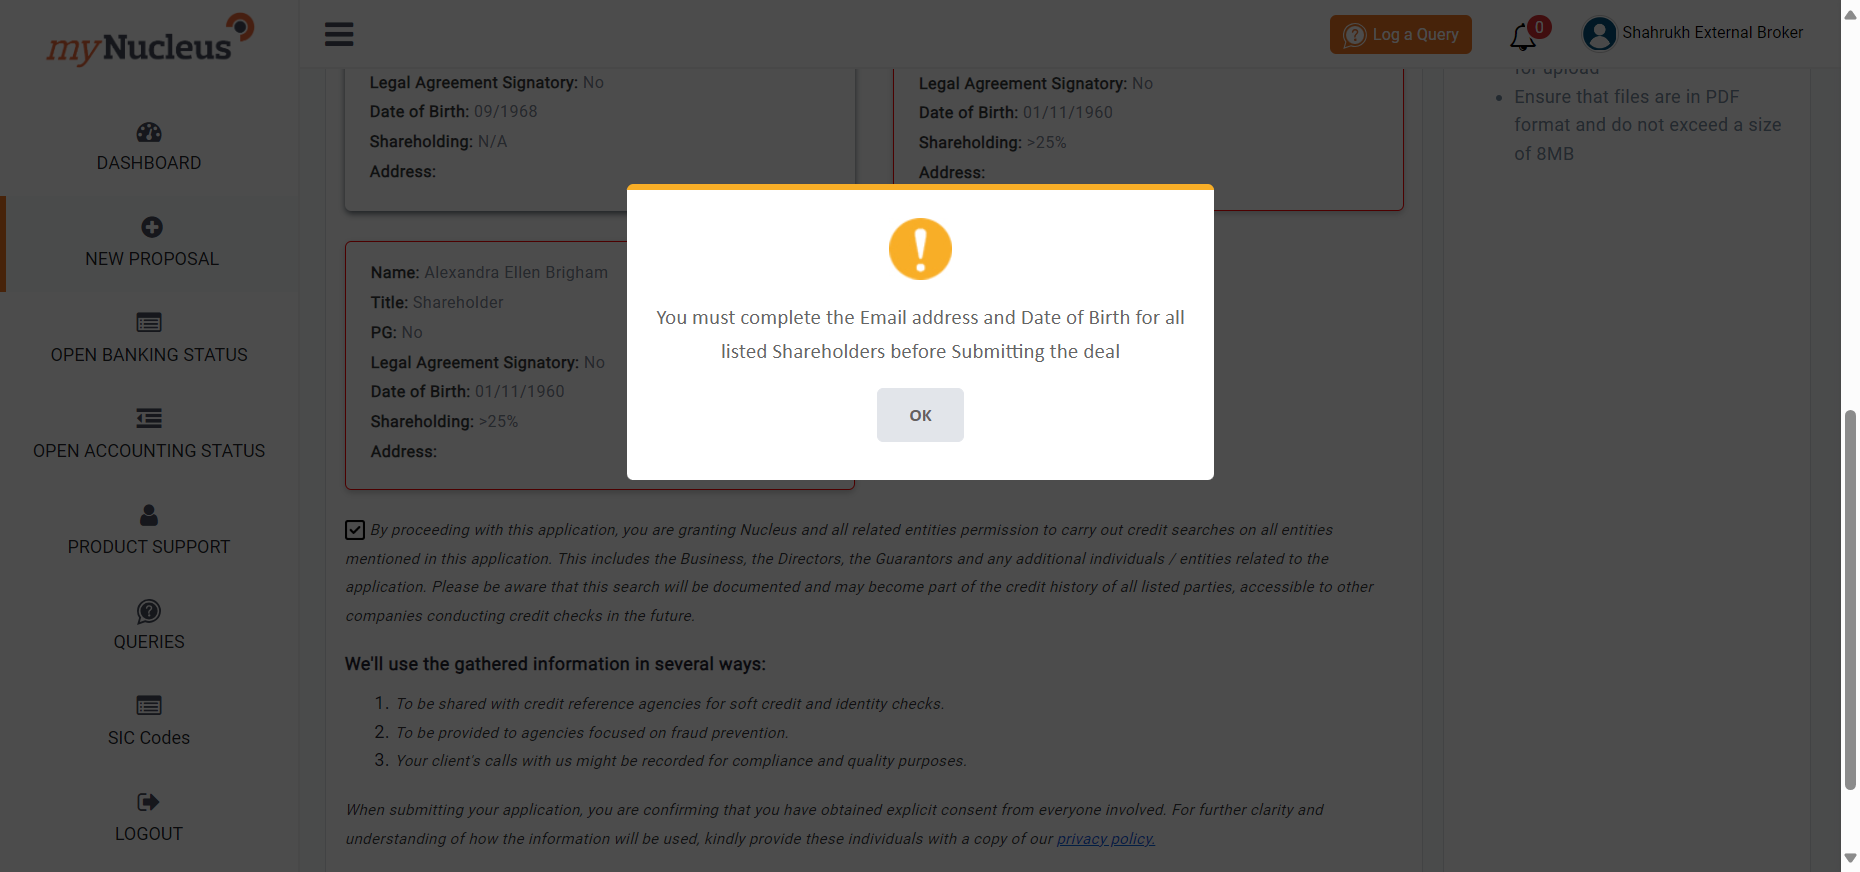 myNucleus
Log a Query
0
Shahrukh External Broker
DASHBOARD
NEW PROPOSAL
OPEN BANKING STATUS
OPEN ACCOUNTING STATUS
PRODUCT SUPPORT
QUERIES
SIC Codes
LOGOUT
Legal Agreement Signatory: No
Date of Birth: 09/1968
Shareholding: N/A
Address:
Legal Agreement Signatory: No
Date of Birth: 01/11/1960
Shareholding: >25%
Address:
for upload
Ensure that files are in PDF
format and do not exceed a size
of 8MB
Name: Alexandra Ellen Brigham
Title: Shareholder
PG: No
Legal Agreement Signatory: No
Date of Birth: 01/11/1960
Shareholding: >25%
Address:
You must complete the Email address and Date of Birth for all
listed Shareholders before Submitting the deal
OK
By proceeding with this application, you are granting Nucleus and all related entities permission to carry out credit searches on all entities
mentioned in this application. This includes the Business, the Directors, the Guarantors and any additional individuals / entities related to the
application. Please be aware that this search will be documented and may become part of the credit history of all listed parties, accessible to other
companies conducting credit checks in the future.
We'll use the gathered information in several ways:
1. To be shared with credit reference agencies for soft credit and identity checks.
2. To be provided to agencies focused on fraud prevention.
3. Your client's calls with us might be recorded for compliance and quality purposes.
When submitting your application, you are confirming that you have obtained explicit consent from everyone involved. For further clarity and
understanding of how the information will be used, kindly provide these individuals with a copy of our privacy policy.